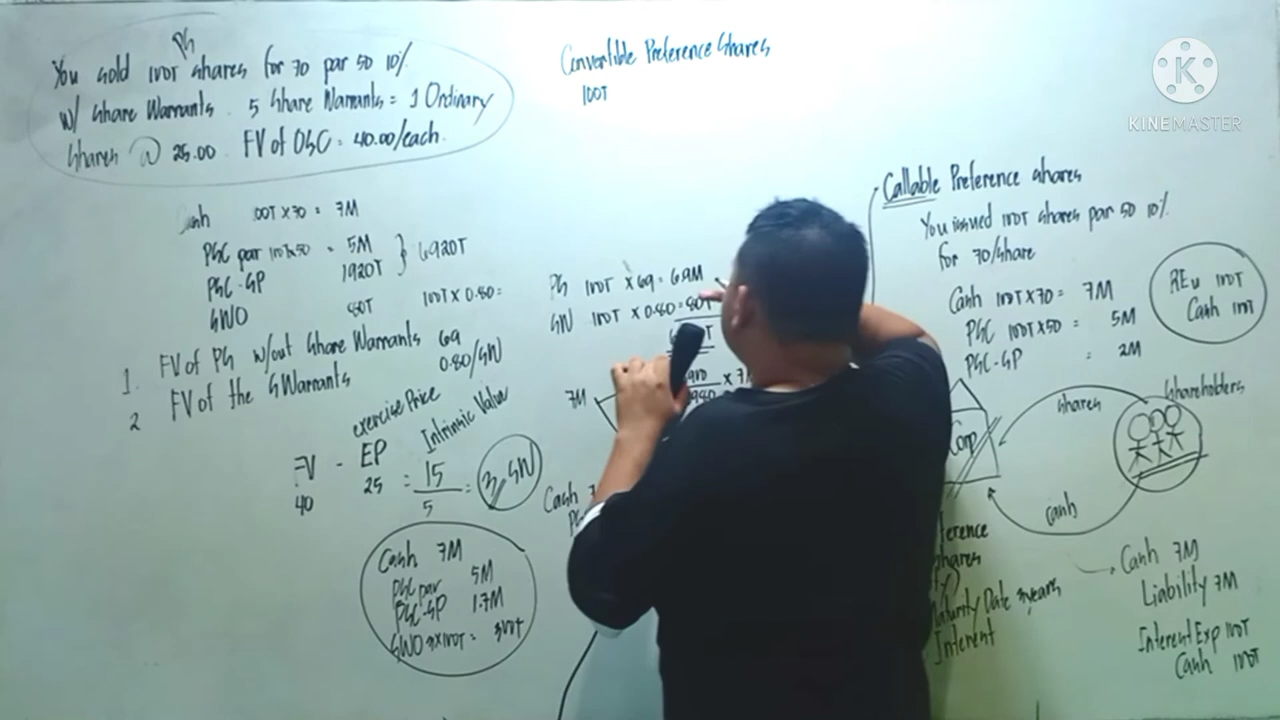 PS
You sold 100T shares for 70 par 50 10%
w/ Share Warrants. 5 Share Warrants = 1 Ordinary
Shares @ 25.00. FV of OSC = 40.00/each.
Cash 100T x 70 = 7M
PSC par 100T x 50 = 5M
PSC-SP 1920T } 6920T
SWO 80T 100T x 0.80 =
1. FV of PS w/out Share Warrants 69
2 FV of the SWarrants 0.80/SW
exercise Price
Intrinsic Value
FV - EP
40 25 = 15
5
= 3/SW
Cash 7M
PSC par 5M
PSC-SP 1.7M
SWO 3x100T = 300T
Convertible Preference Shares
100T
PS 100T x 69 = 6.9M
SW 100T x 0.80 = 80T
x 7
7M
Cash 7
Callable Preference shares
You issued 100T shares par 50 10%
for 70/share
Cash 100T x 70 = 7M
PSC 100T x 50 = 5M
PSC-SP = 2M
REu 100T
Cash 100T
Corp
shares
Shareholders
Cash
Maturity Date 3years
Interest
Cash 7M
Liability 7M
Interest Exp 100T
Cash 100T
K
KINEMASTER